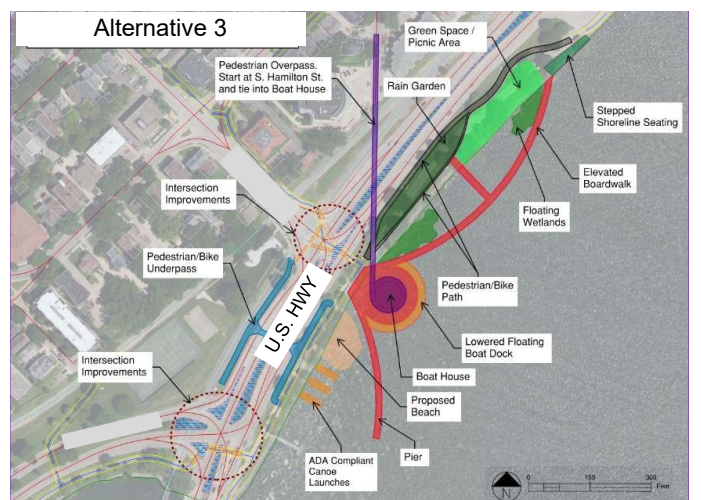 Alternative 3
Pedestrian Overpass.
Start at S. Hamilton St.
and tie into Boat House
Green Space /
Picnic Area
Rain Garden
Stepped
Shoreline Seating
Elevated
Boardwalk
Intersection
Improvements
Floating
Wetlands
Pedestrian/Bike
Underpass
Pedestrian/Bike
Path
U.S. HWY
Lowered Floating
Boat Dock
Intersection
Improvements
Boat House
Proposed
Beach
ADA Compliant
Canoe
Launches
Pier
N
0 150 300
Feet